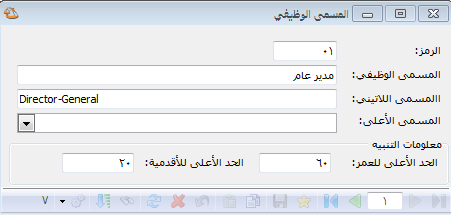 المسمى الوظيفي
الرمز: ٠١
المسمى الوظيفي: مدير عام
االمسمى اللاتيني: Director-General
المسمى الأعلى:
معلومات التنبيه
الحد الأعلى للعمر: ٦٠ الحد الأعلى للأقدمية: ٢٠
١ ٧